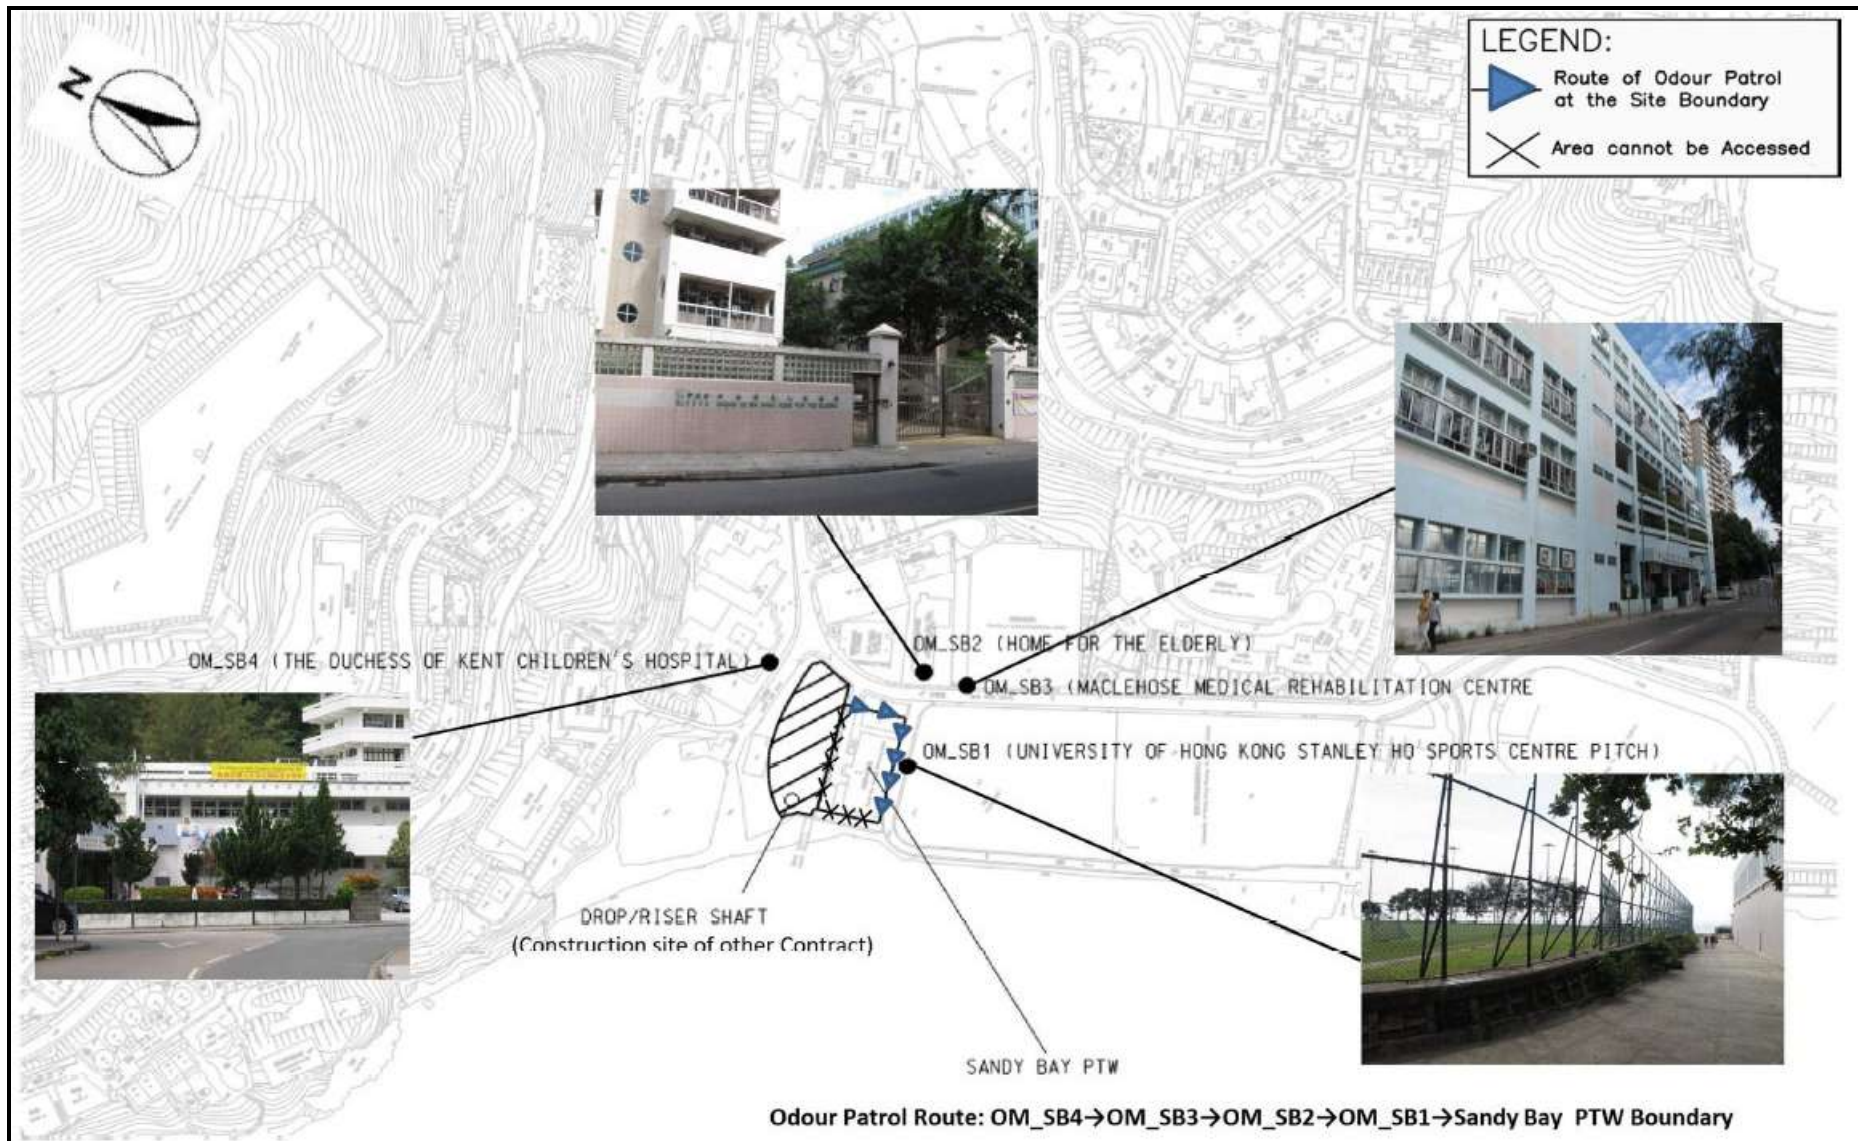 N
LEGEND:
Route of Odour Patrol
at the Site Boundary
Area cannot be Accessed
OM_SB2 (HOME FOR THE ELDERLY)
OM_SB4 (THE DUCHESS OF KENT CHILDREN'S HOSPITAL)
OM_SB3 (MACLEHOSE MEDICAL REHABILITATION CENTRE
OM_SB1 (UNIVERSITY OF HONG KONG STANLEY HO SPORTS CENTRE PITCH)
DROP/RISER SHAFT
(Construction site of other Contract)
SANDY BAY PTW
Odour Patrol Route: OM_SB4→OM_SB3→OM_SB2→OM_SB1→Sandy Bay PTW Boundary